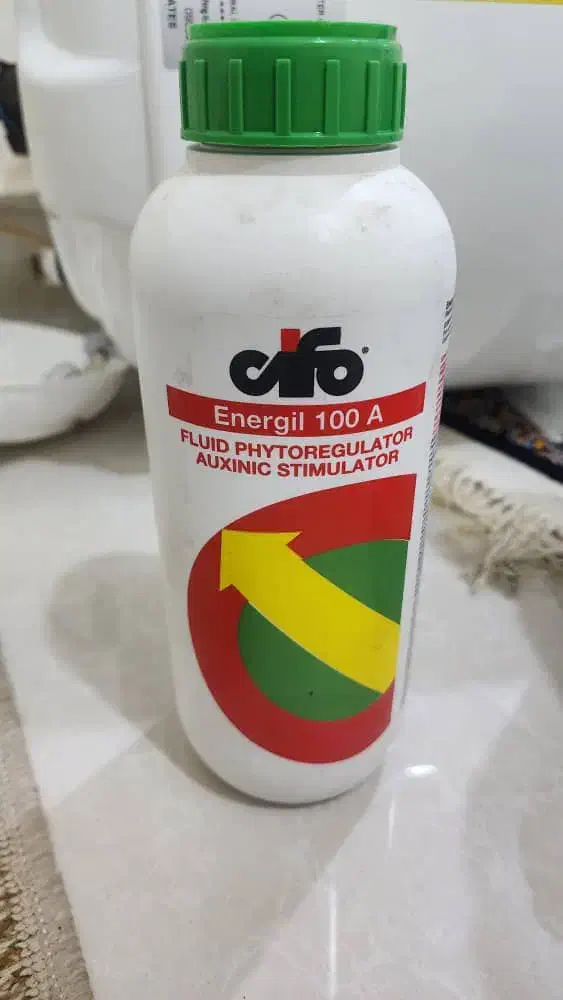 cifo®
Energil 100 A
FLUID PHYTOREGULATOR
AUXINIC STIMULATOR